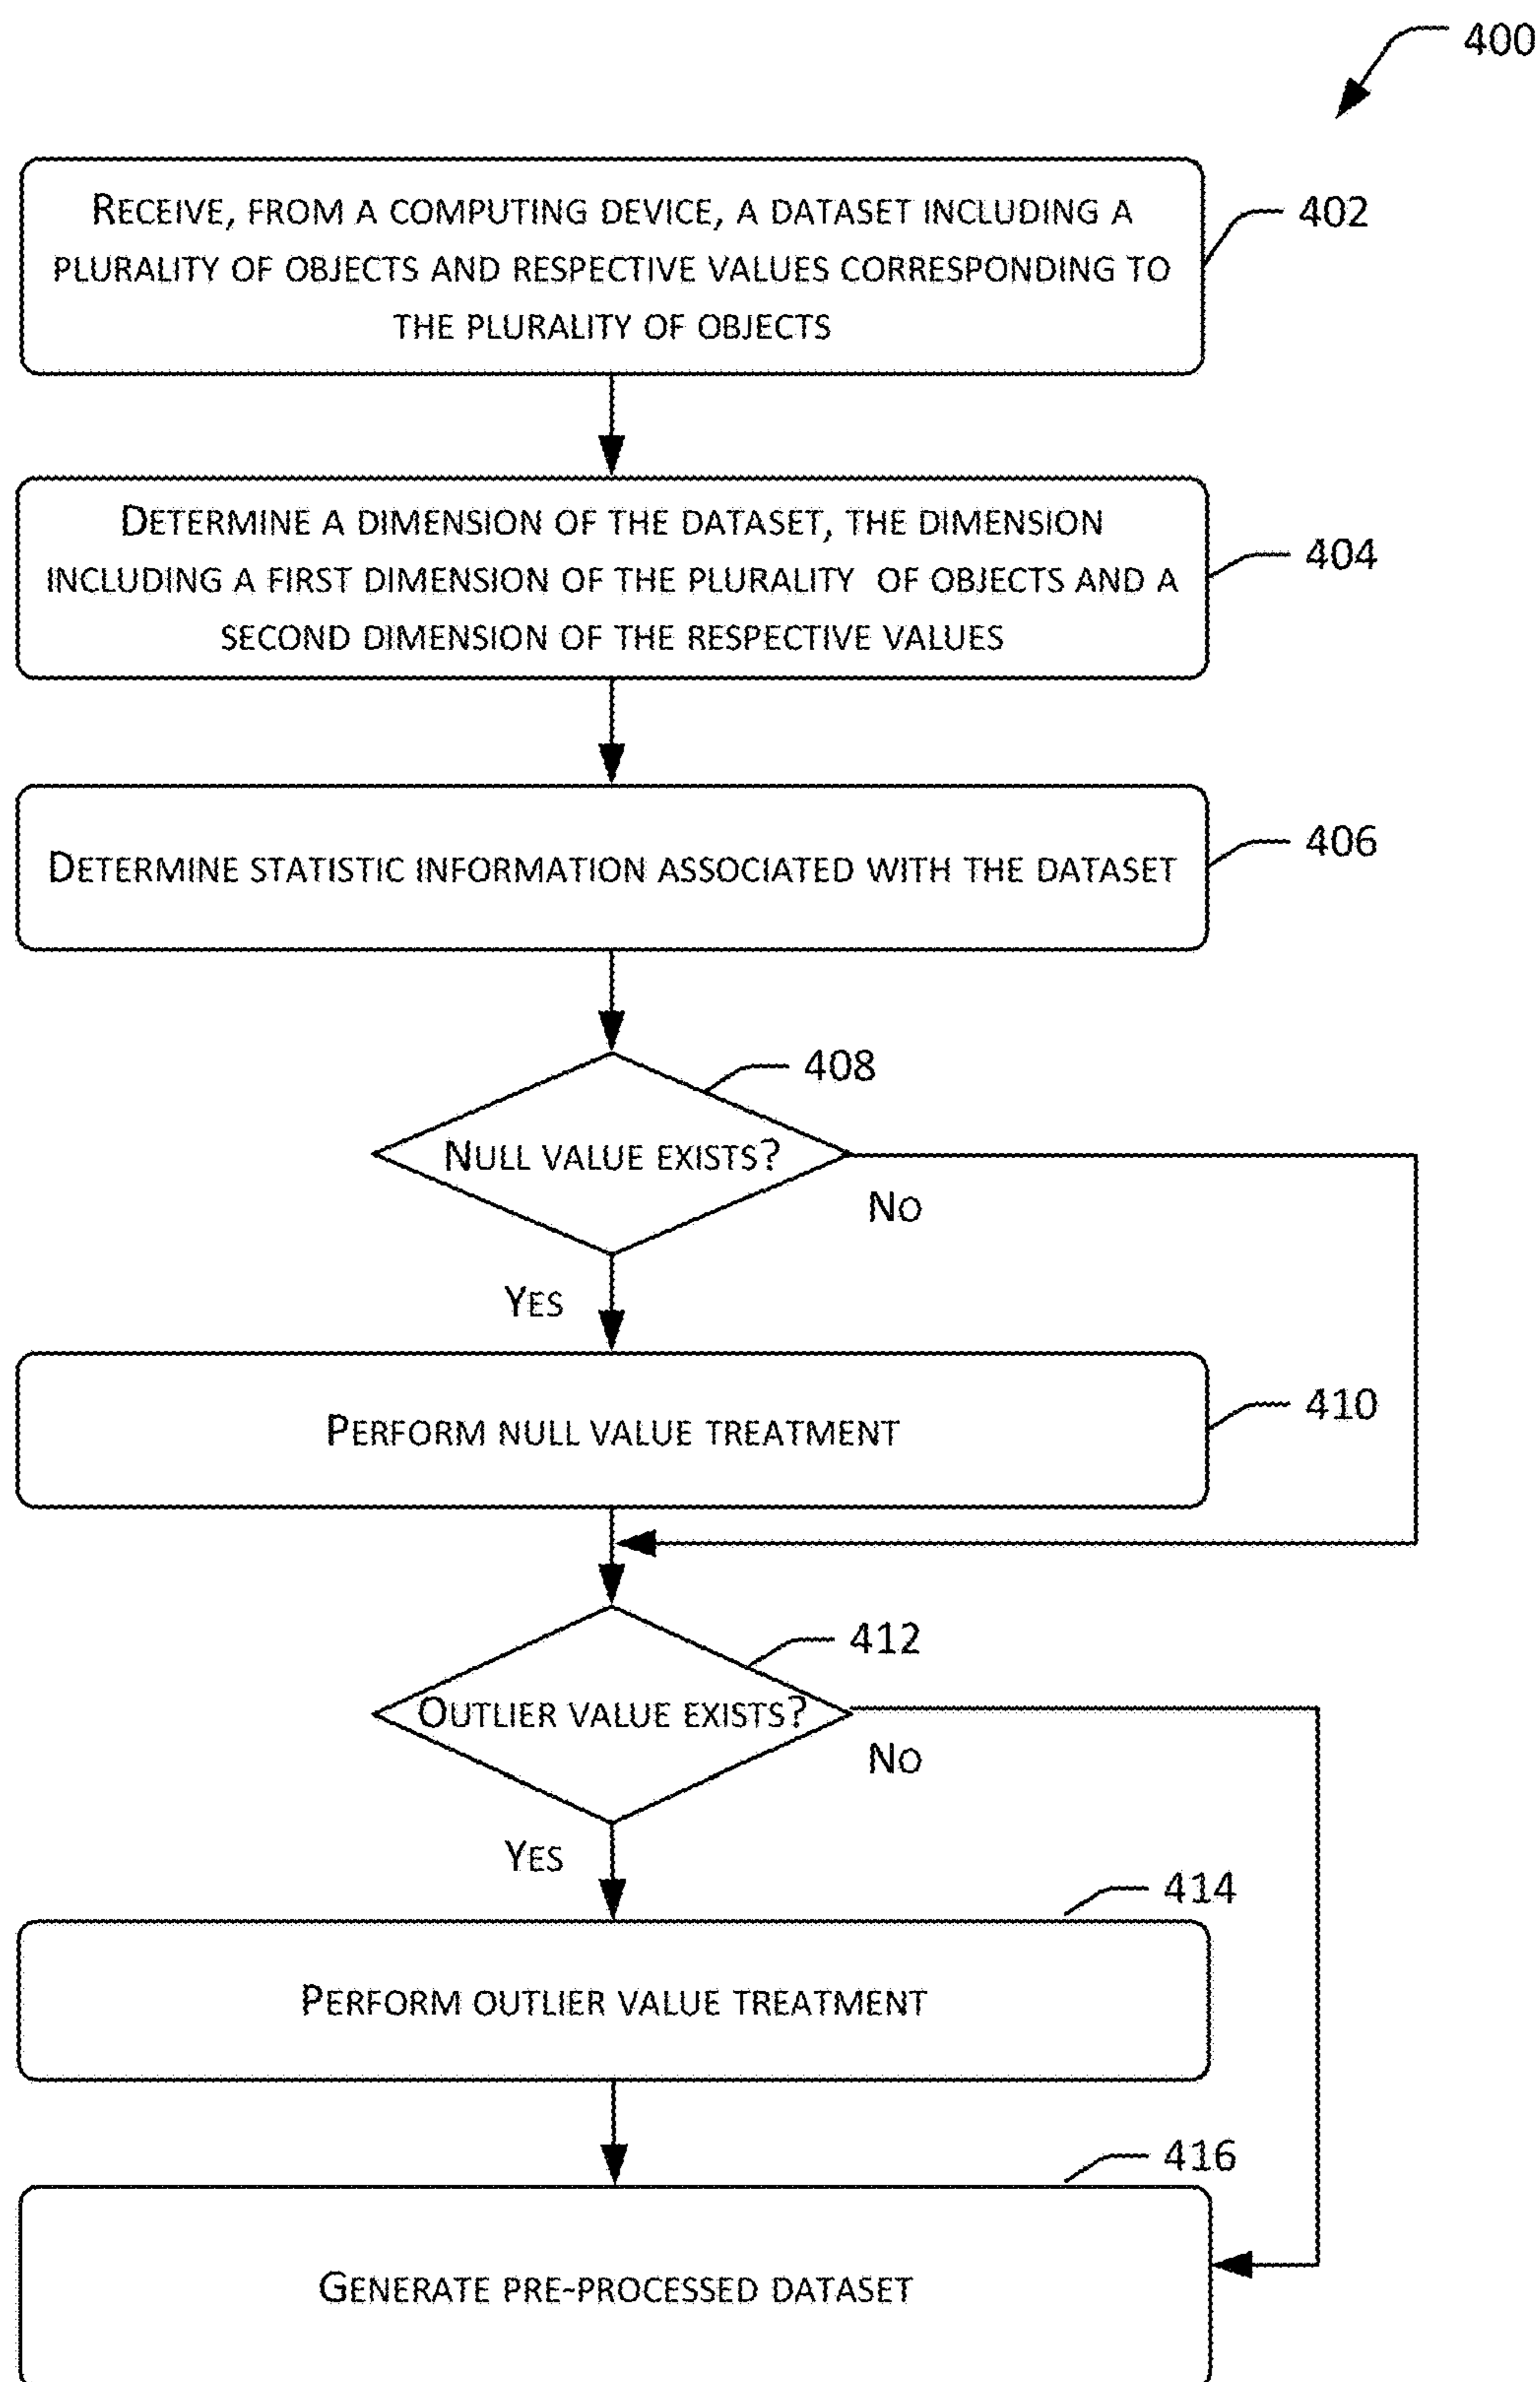 400
RECEIVE, FROM A COMPUTING DEVICE, A DATASET INCLUDING A
PLURALITY OF OBJECTS AND RESPECTIVE VALUES CORRESPONDING TO
THE PLURALITY OF OBJECTS
402
DETERMINE A DIMENSION OF THE DATASET, THE DIMENSION
INCLUDING A FIRST DIMENSION OF THE PLURALITY OF OBJECTS AND A
SECOND DIMENSION OF THE RESPECTIVE VALUES
404
DETERMINE STATISTIC INFORMATION ASSOCIATED WITH THE DATASET
406
408
NULL VALUE EXISTS?
NO
YES
PERFORM NULL VALUE TREATMENT
410
412
OUTLIER VALUE EXISTS?
NO
YES
414
PERFORM OUTLIER VALUE TREATMENT
416
GENERATE PRE-PROCESSED DATASET